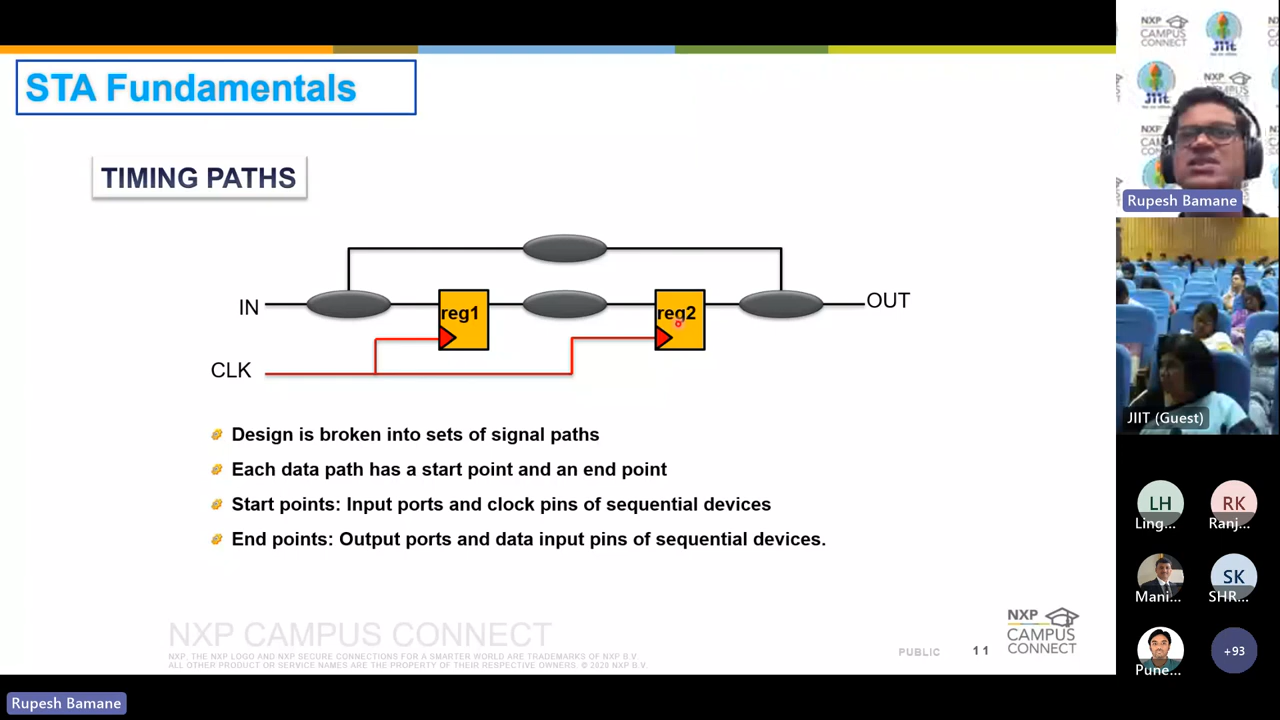 STA Fundamentals
TIMING PATHS
IN
reg1
reg2
OUT
CLK
Design is broken into sets of signal paths
Each data path has a start point and an end point
Start points: Input ports and clock pins of sequential devices
End points: Output ports and data input pins of sequential devices.
NXP CAMPUS CONNECT
NXP, THE NXP LOGO AND NXP SECURE CONNECTIONS FOR A SMARTER WORLD ARE TRADEMARKS OF NXP B.V.
ALL OTHER PRODUCT OR SERVICE NAMES ARE THE PROPERTY OF THEIR RESPECTIVE OWNERS. © 2020 NXP B.V.
PUBLIC
11
NXP
CAMPUS
CONNECT
NXP
CAMPUS
CONNECT
JIIT
JIIT
NXP
Rupesh Bamane
JIIT (Guest)
LH
Ling...
RK
Ranj...
Mani...
SK
SHR...
Pune...
+93
Rupesh Bamane